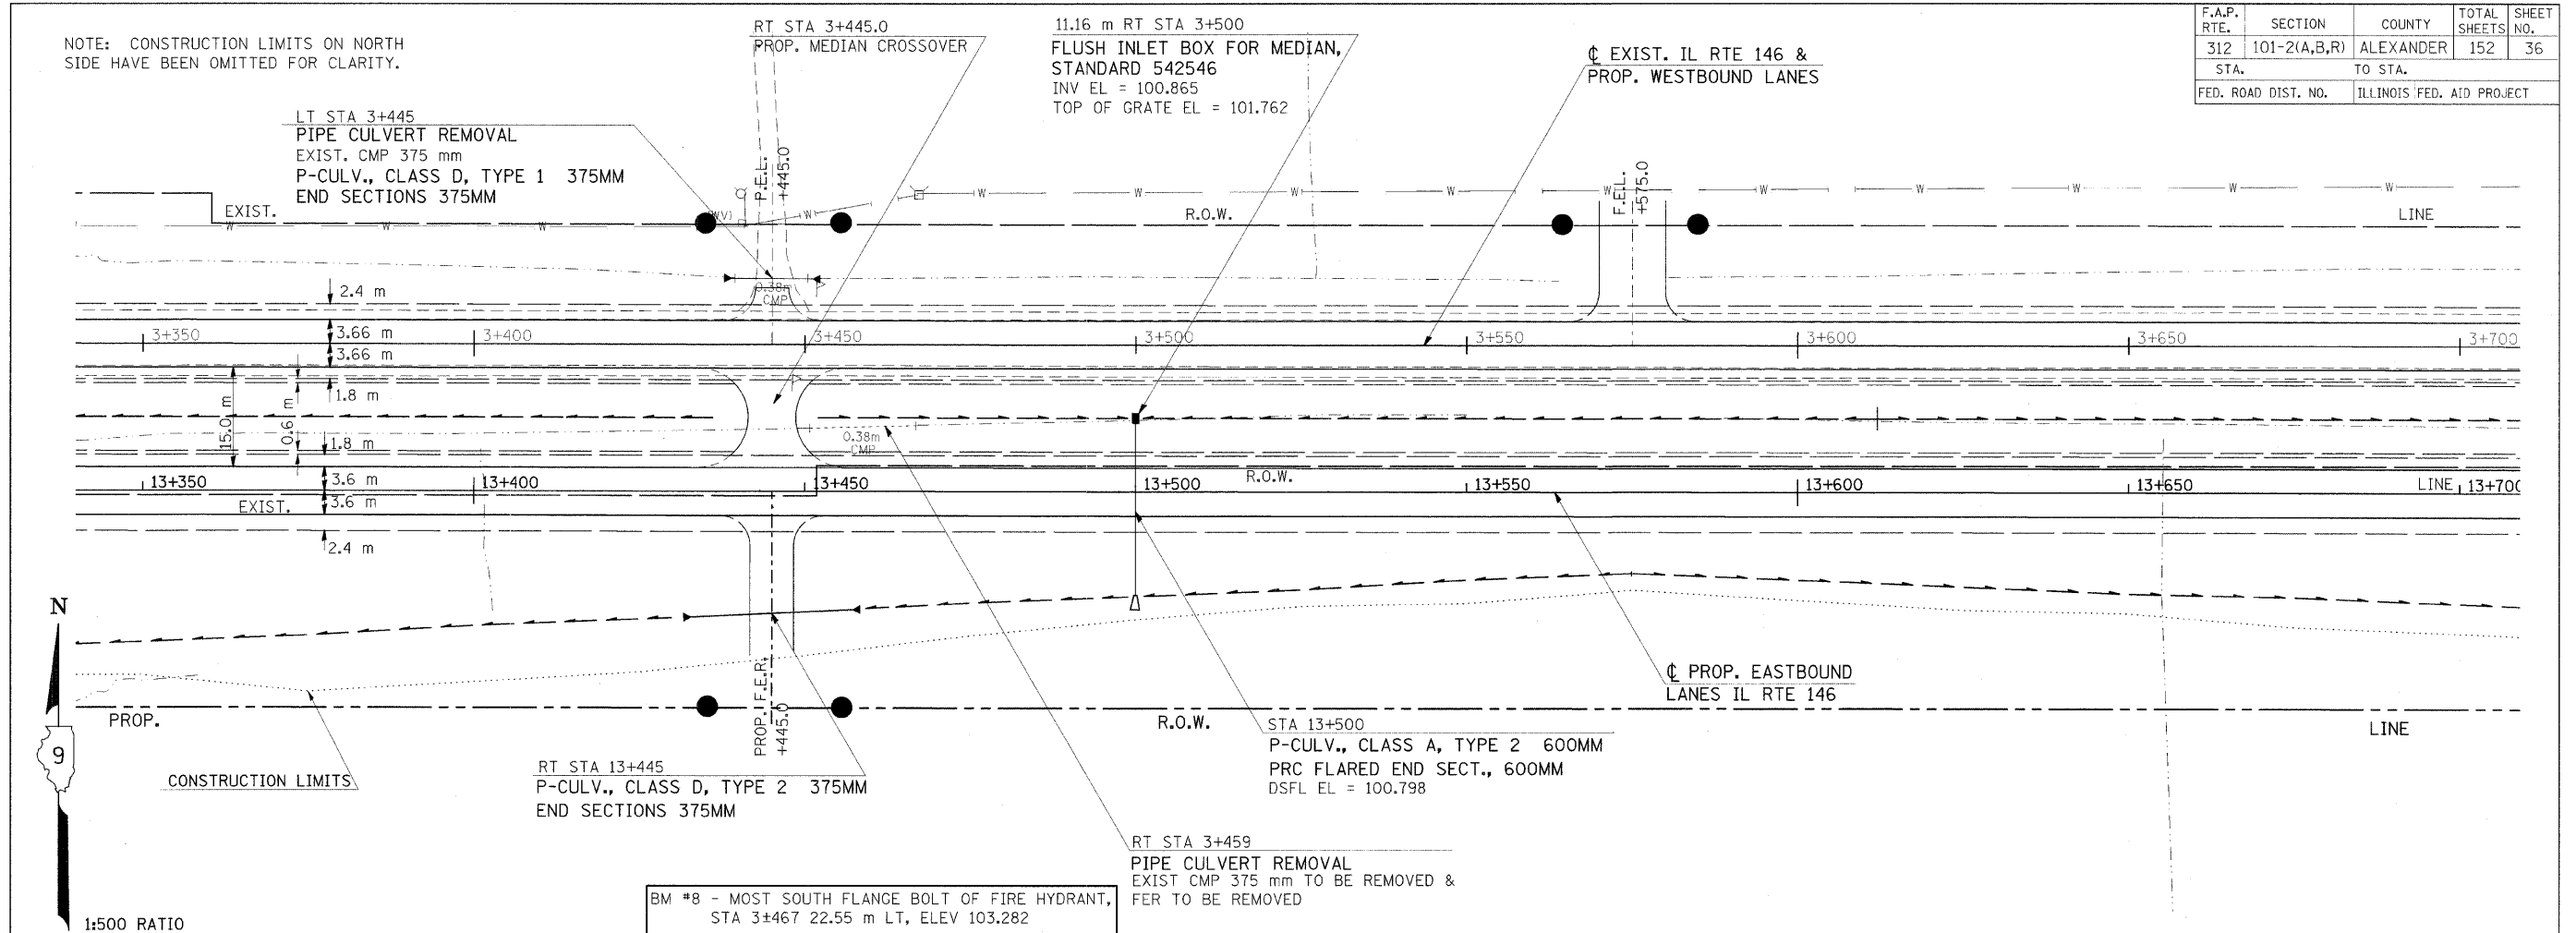 NOTE: CONSTRUCTION LIMITS ON NORTH
SIDE HAVE BEEN OMITTED FOR CLARITY.
RT STA 3+445.0
PROP. MEDIAN CROSSOVER
11.16 m RT STA 3+500
FLUSH INLET BOX FOR MEDIAN,
STANDARD 542546
INV EL = 100.865
TOP OF GRATE EL = 101.762
℄ EXIST. IL RTE 146 &
PROP. WESTBOUND LANES
F.A.P. RTE. SECTION COUNTY TOTAL SHEETS SHEET NO.
312 101-2(A,B,R) ALEXANDER 152 36
STA. TO STA.
FED. ROAD DIST. NO. ILLINOIS FED. AID PROJECT
LT STA 3+445
PIPE CULVERT REMOVAL
EXIST. CMP 375 mm
P-CULV., CLASS D, TYPE 1 375MM
END SECTIONS 375MM
P.E.L.
+445.0
F.E.L.
+575.0
W W W W W W W W W
EXIST. R.O.W. LINE
W W W W
(WV)
0.38m
CMP
2.4 m
3.66 m
3+350 3+400 3+450 3+500 3+550 3+600 3+650 3+700
3.66 m
1.8 m
15.0 m
0.6 m
1.8 m
0.38m
CMP
3.6 m
13+350 13+400 13+450 13+500 R.O.W. 13+550 13+600 13+650 LINE 13+700
EXIST. 3.6 m
2.4 m
N
9
PROP. R.O.W. LINE
PROP. F.E.R.
+445.0
℄ PROP. EASTBOUND
LANES IL RTE 146
CONSTRUCTION LIMITS
RT STA 13+445
P-CULV., CLASS D, TYPE 2 375MM
END SECTIONS 375MM
STA 13+500
P-CULV., CLASS A, TYPE 2 600MM
PRC FLARED END SECT., 600MM
DSFL EL = 100.798
RT STA 3+459
PIPE CULVERT REMOVAL
EXIST CMP 375 mm TO BE REMOVED &
FER TO BE REMOVED
BM #8 - MOST SOUTH FLANGE BOLT OF FIRE HYDRANT,
STA 3±467 22.55 m LT, ELEV 103.282
1:500 RATIO